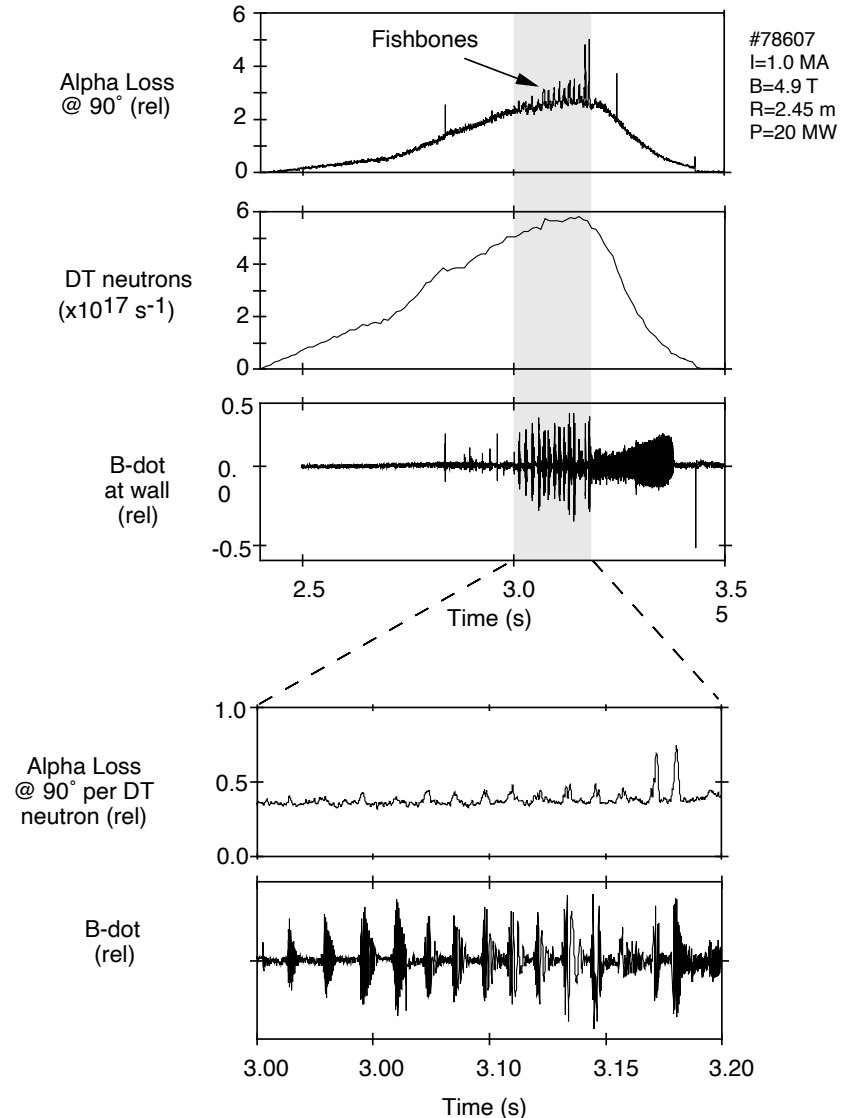 6
Fishbones
4
Alpha Loss
@ 90˚ (rel)
2
0
#78607
I=1.0 MA
B=4.9 T
R=2.45 m
P=20 MW
6
4
DT neutrons
(x10¹⁷ s⁻¹)
2
0
0.5
B-dot
at wall
(rel)
0.
0
-0.5
2.5
3.0
3.5
5
Time (s)
1.0
Alpha Loss
@ 90˚ per DT
neutron (rel)
0.5
0.0
B-dot
(rel)
3.00
3.00
3.10
3.15
3.20
Time (s)